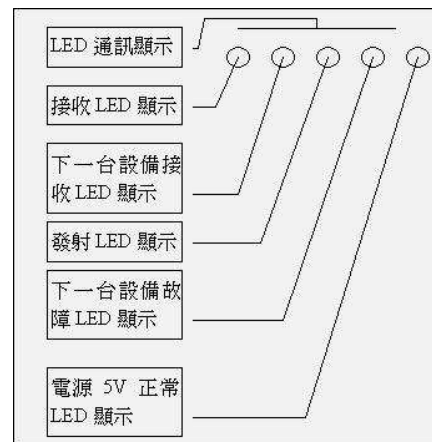 LED 通訊顯示
接收 LED 顯示
下一台設備接
收 LED 顯示
發射 LED 顯示
下一台設備故
障 LED 顯示
電源 5V 正常
LED 顯示